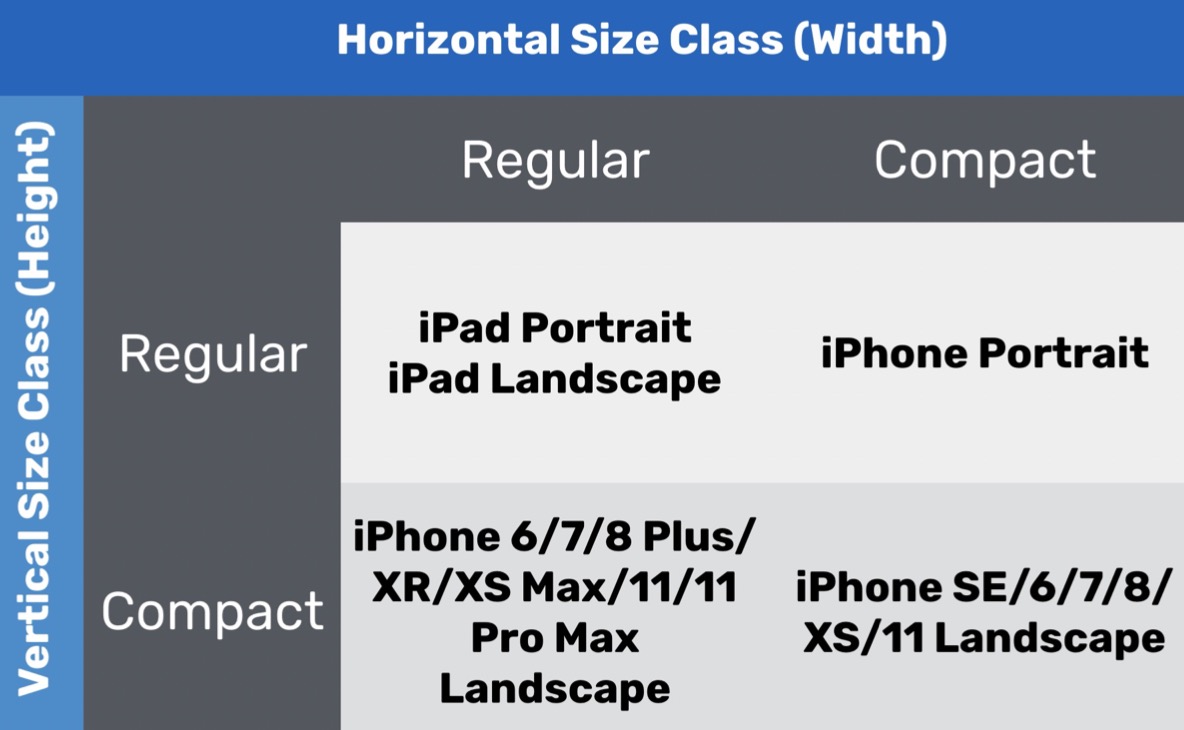 Horizontal Size Class (Width)
Vertical Size Class (Height)
Regular
Compact
Regular
iPad Portrait
iPad Landscape
iPhone Portrait
Compact
iPhone 6/7/8 Plus/
XR/XS Max/11/11
Pro Max
Landscape
iPhone SE/6/7/8/
XS/11 Landscape